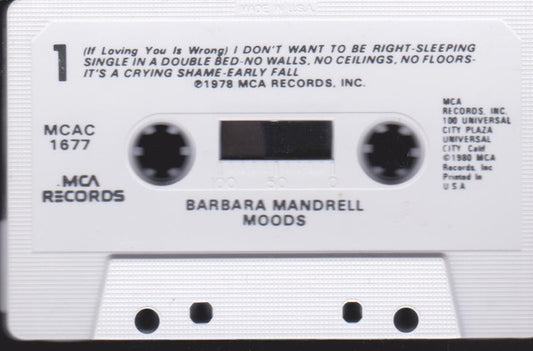 MADE IN U.S.A.
1
(If Loving You Is Wrong) I DON'T WANT TO BE RIGHT-SLEEPING
SINGLE IN A DOUBLE BED-NO WALLS, NO CEILINGS, NO FLOORS-
IT'S A CRYING SHAME-EARLY FALL
℗1978 MCA RECORDS, INC.
MCAC
1677
MCA
RECORDS, INC.
100 UNIVERSAL
CITY PLAZA
UNIVERSAL
CITY Calif
©1980 MCA
Records, Inc
Printed in
U S A
MCA
RECORDS
100 50 0
BARBARA MANDRELL
MOODS